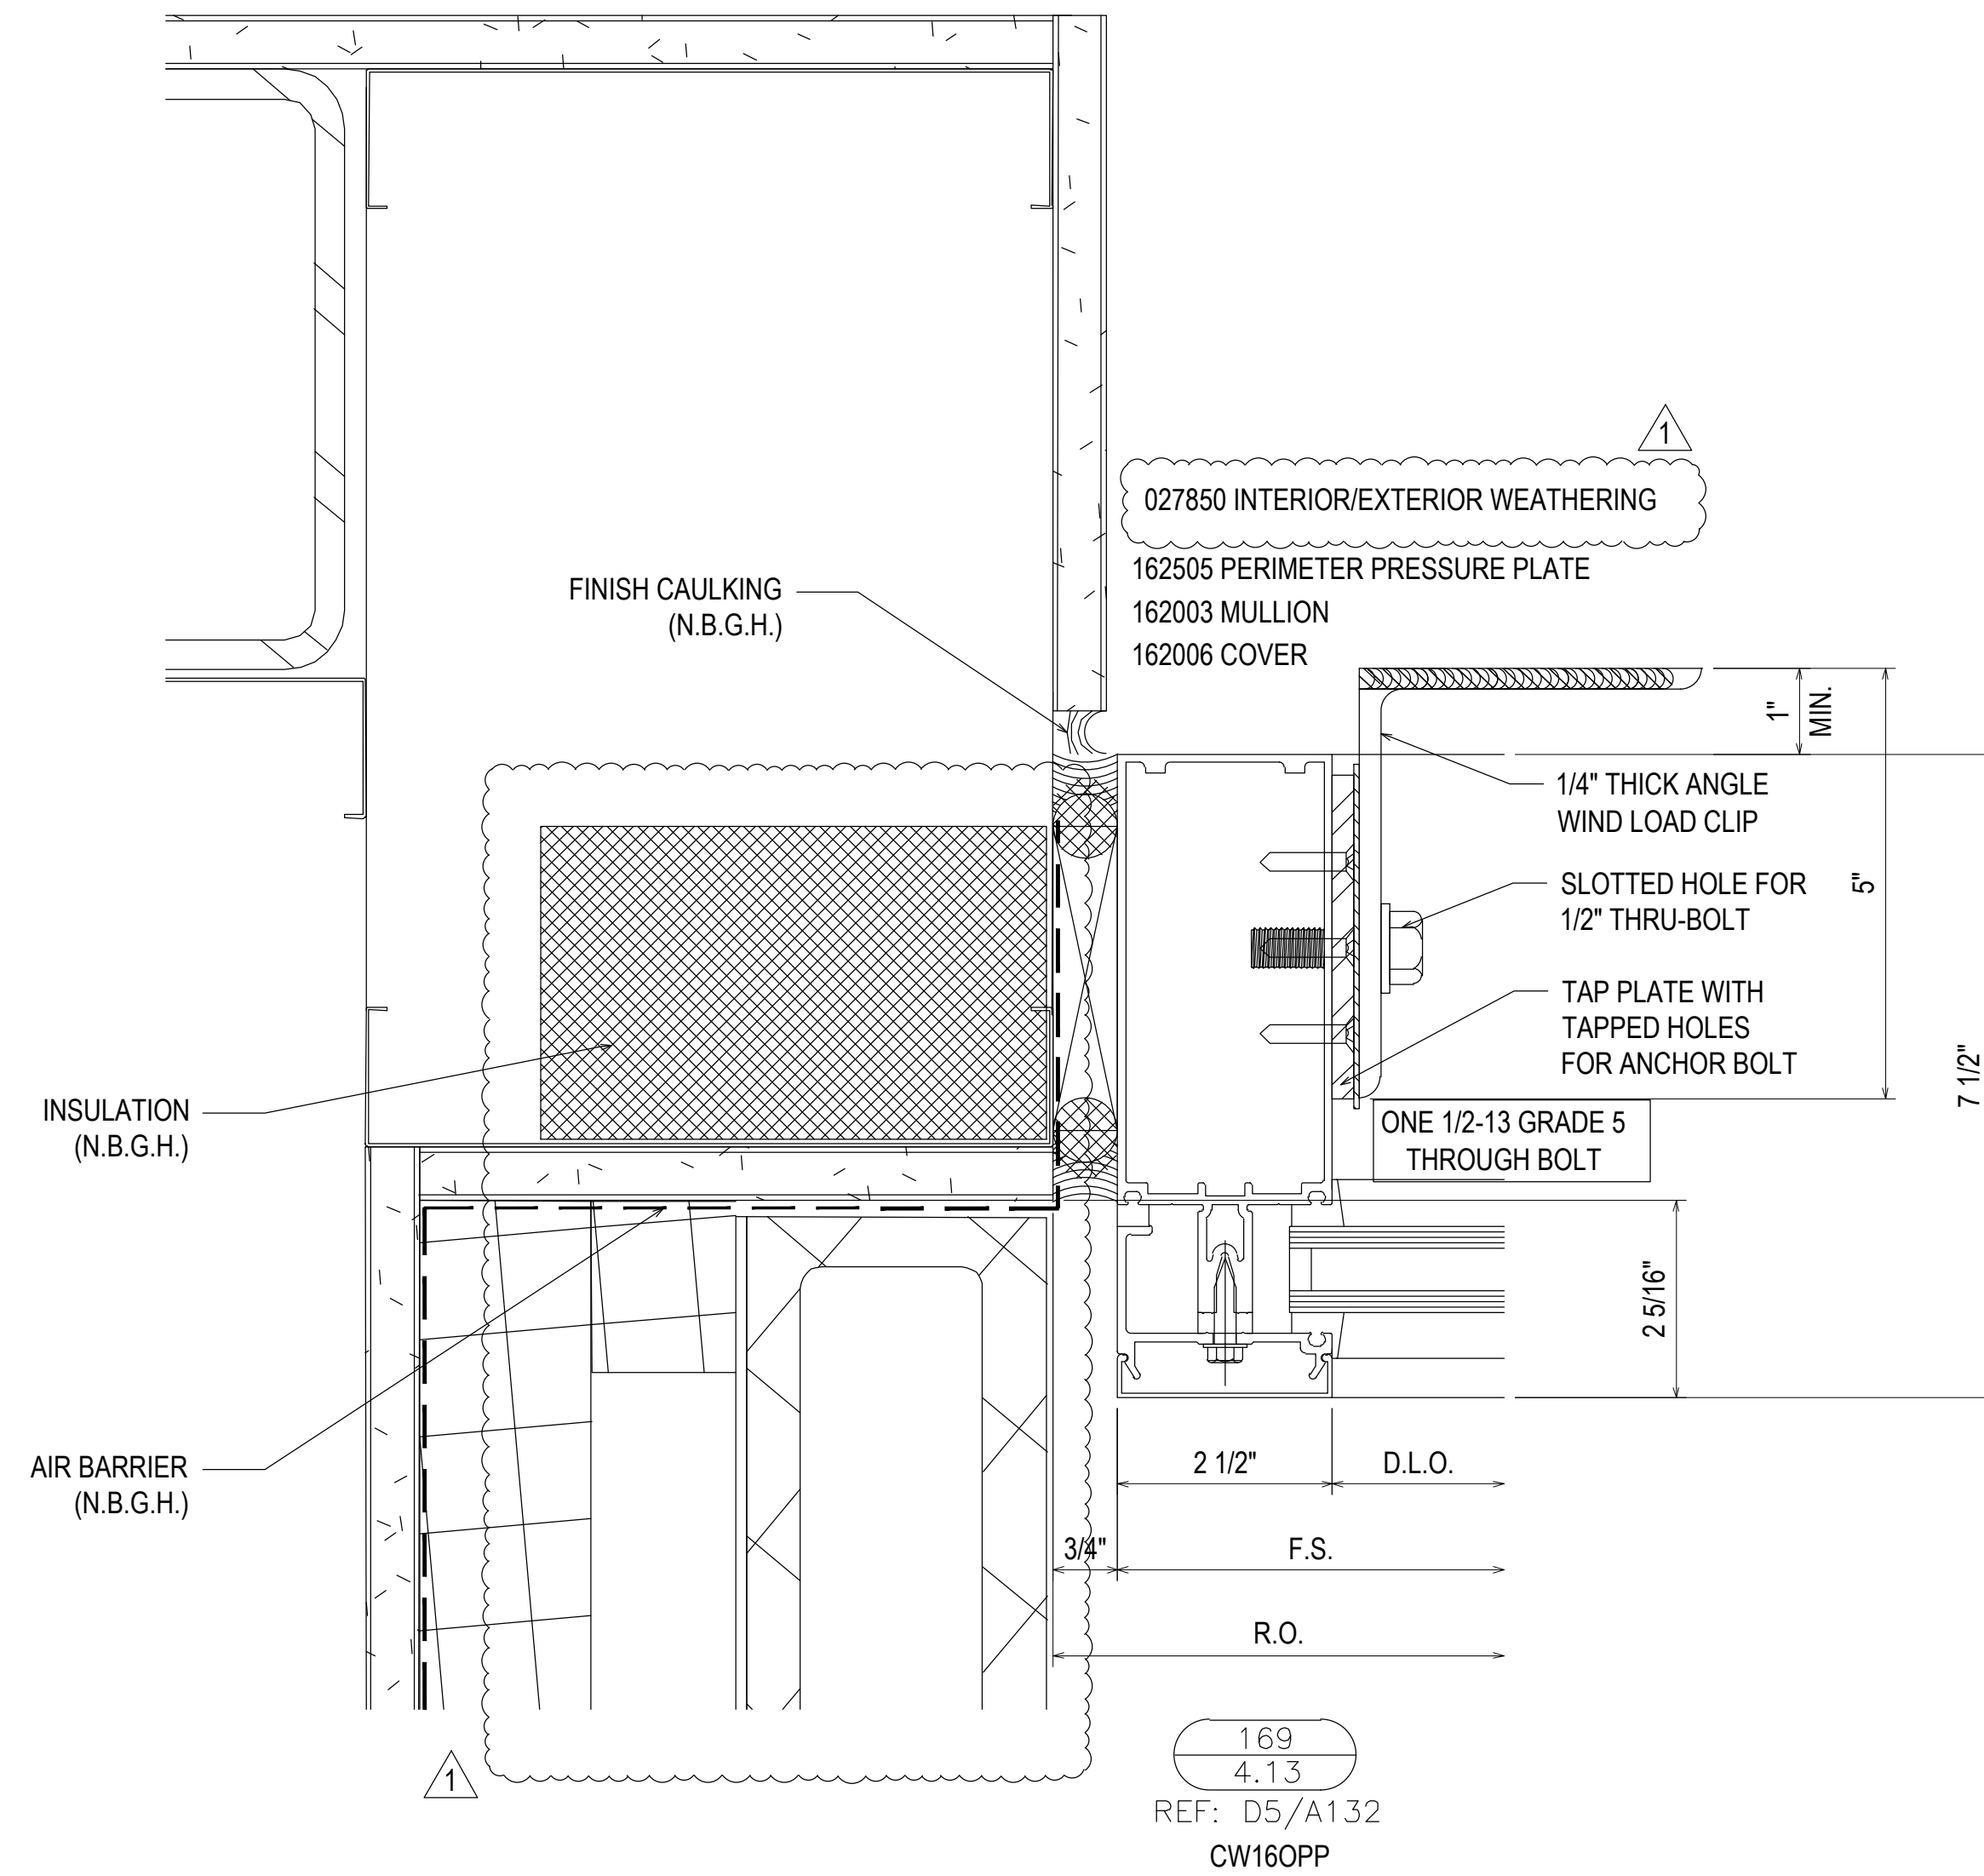 1
027850 INTERIOR/EXTERIOR WEATHERING
162505 PERIMETER PRESSURE PLATE
162003 MULLION
162006 COVER
FINISH CAULKING
(N.B.G.H.)
1"
MIN.
5"
7 1/2"
1/4" THICK ANGLE
WIND LOAD CLIP
SLOTTED HOLE FOR
1/2" THRU-BOLT
TAP PLATE WITH
TAPPED HOLES
FOR ANCHOR BOLT
ONE 1/2-13 GRADE 5
THROUGH BOLT
INSULATION
(N.B.G.H.)
2 5/16"
AIR BARRIER
(N.B.G.H.)
2 1/2"
D.L.O.
3/4"
F.S.
R.O.
1
169
4.13
REF: D5/A132
CW16OPP